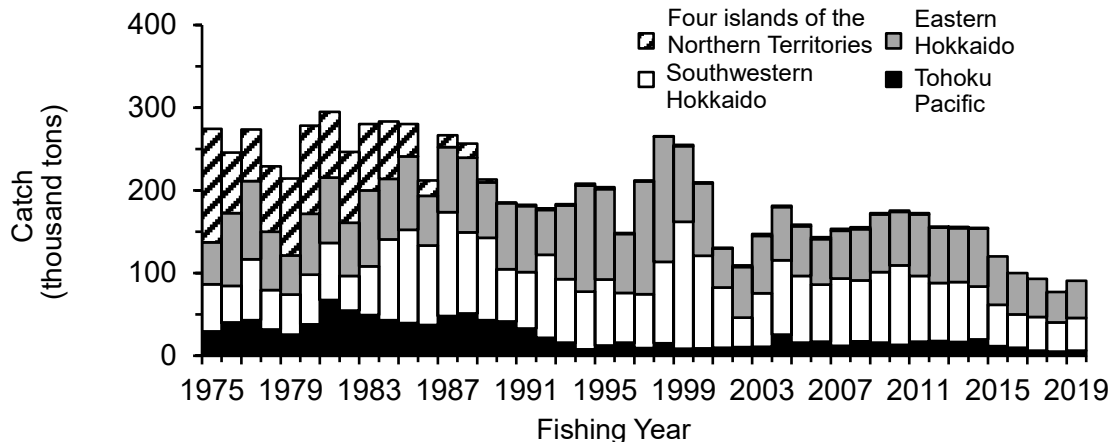 400
300
200
100
0
Catch
(thousand tons)
Four islands of the
Northern Territories
Eastern
Hokkaido
Southwestern
Hokkaido
Tohoku
Pacific
1975 1979 1983 1987 1991 1995 1999 2003 2007 2011 2015 2019
Fishing Year